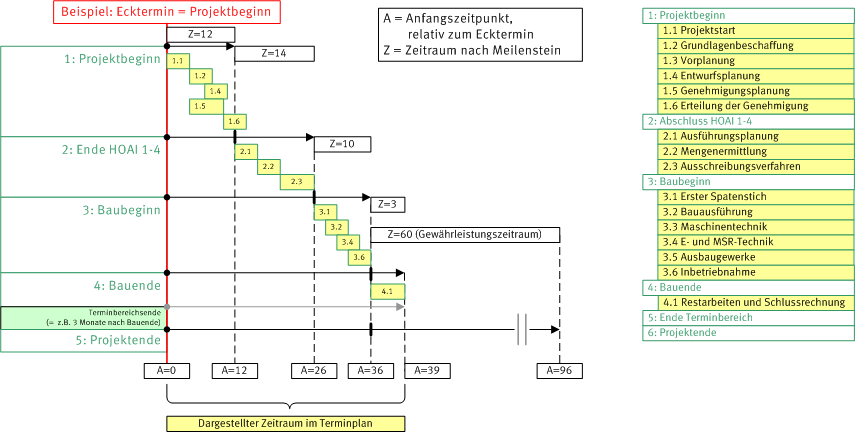 Beispiel: Ecktermin = Projektbeginn
A = Anfangszeitpunkt,
relativ zum Ecktermin
Z = Zeitraum nach Meilenstein
Z=12
Z=14
1: Projektbeginn
1.1
1.2
1.4
1.5
1.6
2: Ende HOAI 1-4
Z=10
2.1
2.2
2.3
3: Baubeginn
Z=3
3.1
3.2
3.4
3.6
Z=60 (Gewährleistungszeitraum)
4: Bauende
4.1
Terminbereichsende
(= z.B. 3 Monate nach Bauende)
5: Projektende
A=0
A=12
A=26
A=36
A=39
A=96
Dargestellter Zeitraum im Terminplan
1: Projektbeginn
1.1 Projektstart
1.2 Grundlagenbeschaffung
1.3 Vorplanung
1.4 Entwurfsplanung
1.5 Genehmigungsplanung
1.6 Erteilung der Genehmigung
2: Abschluss HOAI 1-4
2.1 Ausführungsplanung
2.2 Mengenermittlung
2.3 Ausschreibungsverfahren
3: Baubeginn
3.1 Erster Spatenstich
3.2 Bauausführung
3.3 Maschinentechnik
3.4 E- und MSR-Technik
3.5 Ausbaugewerke
3.6 Inbetriebnahme
4: Bauende
4.1 Restarbeiten und Schlussrechnung
5: Ende Terminbereich
6: Projektende